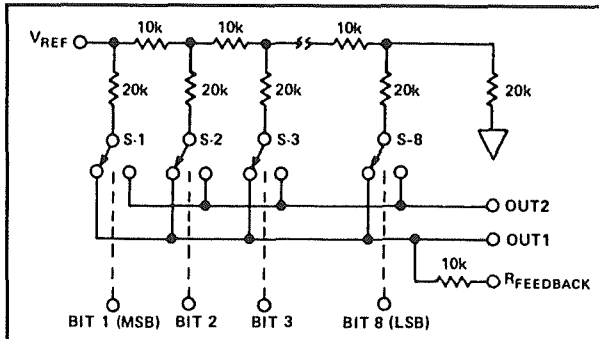 10k 10k 10k
VREF
20k 20k 20k 20k 20k
S-1 S-2 S-3 S-8
OUT2
OUT1
10k
RFEEDBACK
BIT 1 (MSB) BIT 2 BIT 3 BIT 8 (LSB)